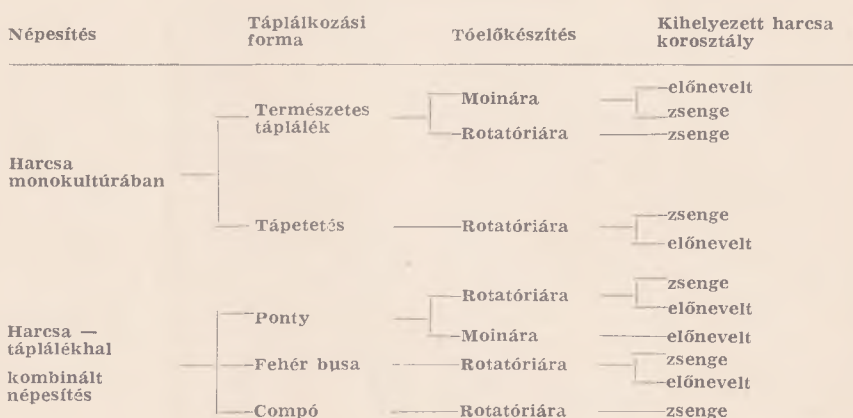 Népesítés
Táplálkozási
forma
Tóelőkészítés
Kihelyezett harcsa
korosztály
Harcsa
monokultúrában
Természetes
táplálék
Moinára
előnevelt
zsenge
Rotatóriára
zsenge
Tápetetés
Rotatóriára
zsenge
előnevelt
Harcsa —
táplálékhal
kombinált
népesítés
Ponty
Rotatóriára
zsenge
előnevelt
Moinára
előnevelt
Fehér busa
Rotatóriára
zsenge
előnevelt
Compó
Rotatóriára
zsenge